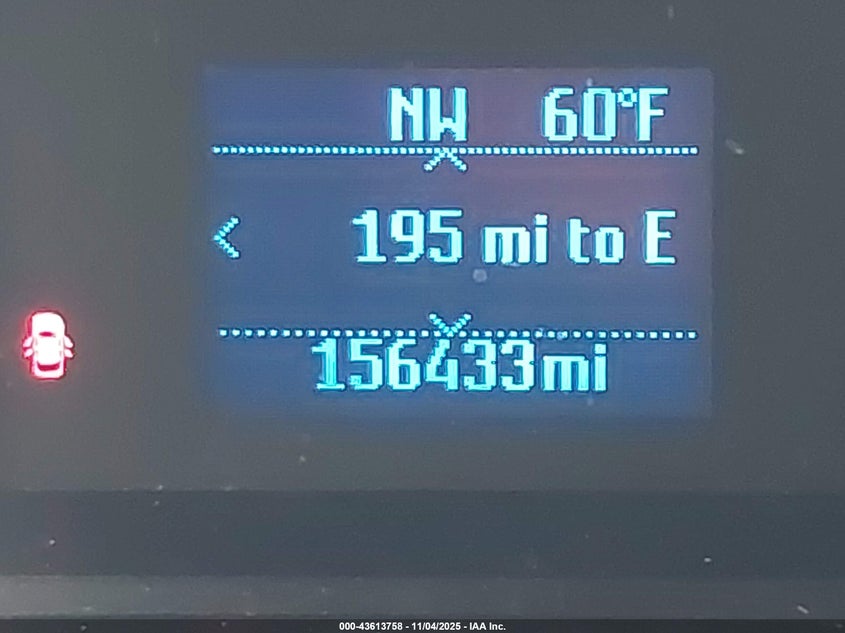 NW 60°F
195 mi to E
156433mi
000-43613758 - 11/04/2025 - IAA Inc.